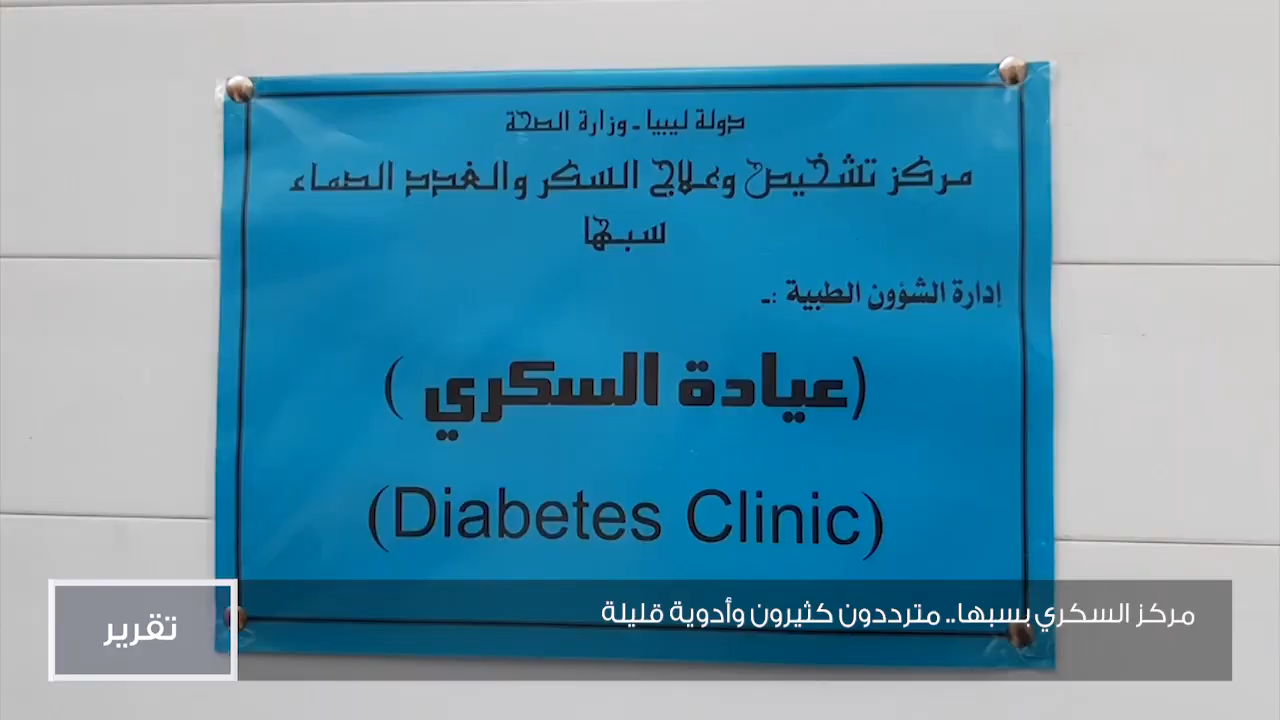 دولة ليبيا - وزارة الصحة
مركز تشخيص وعلاج السكر والغدد الصماء
سبها
إدارة الشؤون الطبية :-
(عيادة السكري )
(Diabetes Clinic)
مركز السكري بسبها.. مترددون كثيرون وأدوية قليلة
تقرير